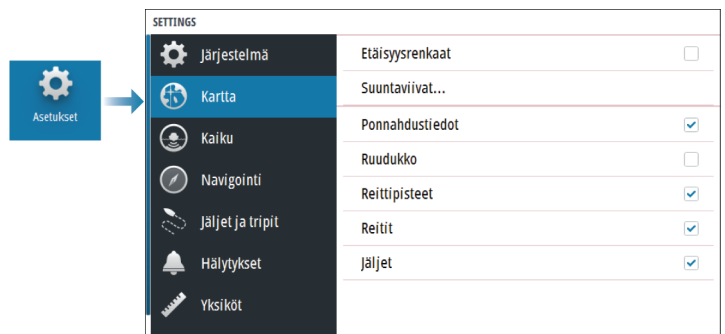 SETTINGS
Asetukset
Järjestelmä
Kartta
Kaiku
Navigointi
Jäljet ja tripit
Hälytykset
Yksiköt
Etäisyysrenkaat
Suuntaviivat...
Ponnahdustiedot
Ruudukko
Reittipisteet
Reitit
Jäljet